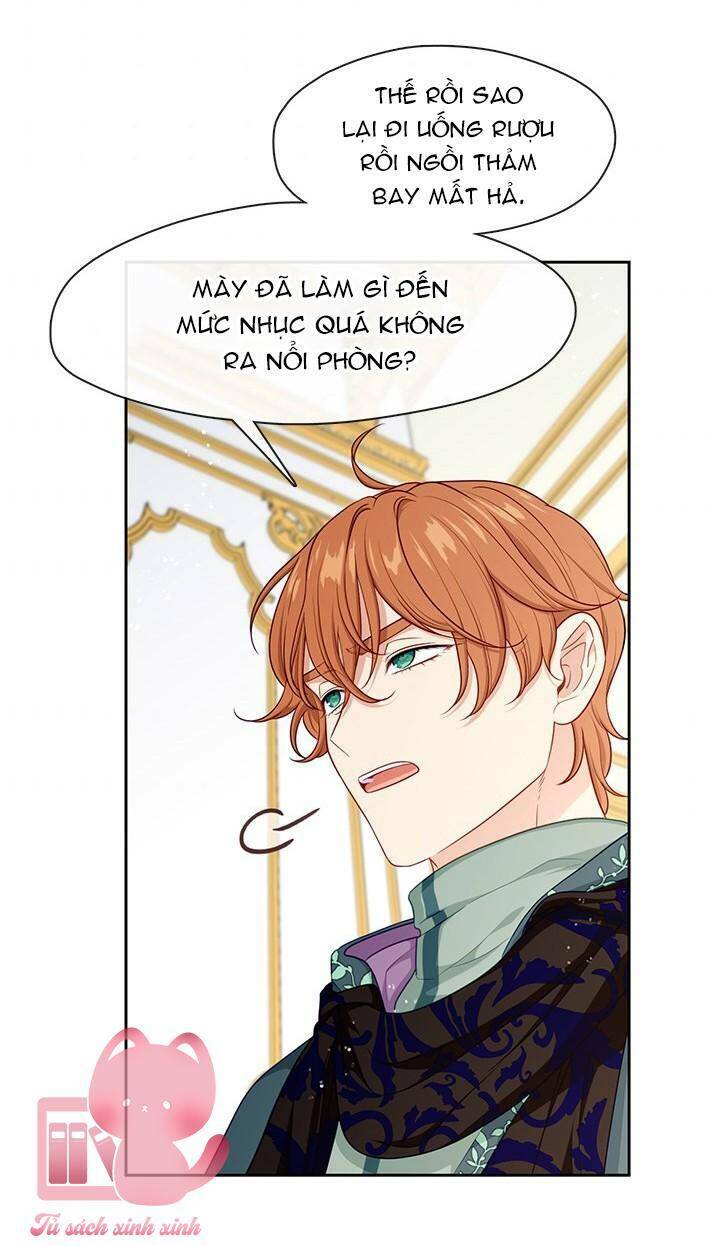 THẾ RỒI SAO
LẠI ĐI UỐNG RƯỢU
RỒI NGỒI THẢM
BAY MẤT HẢ.
MÀY ĐÃ LÀM GÌ ĐẾN
MỨC NHỤC QUÁ KHÔNG
RA NỔI PHÒNG?
Tủ sách xinh xinh